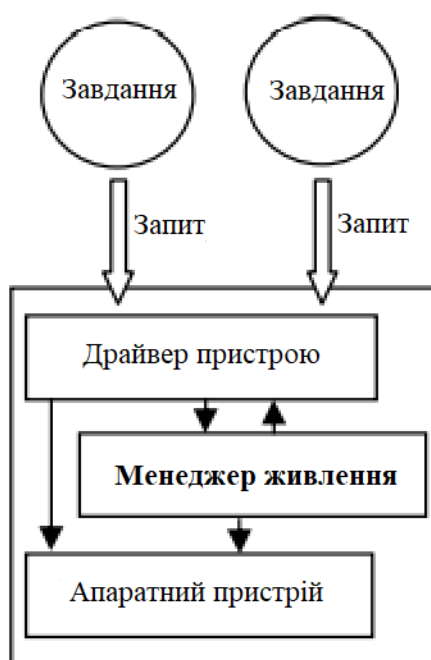 Завдання
Завдання
Запит
Запит
Драйвер пристрою
Менеджер живлення
Апаратний пристрій